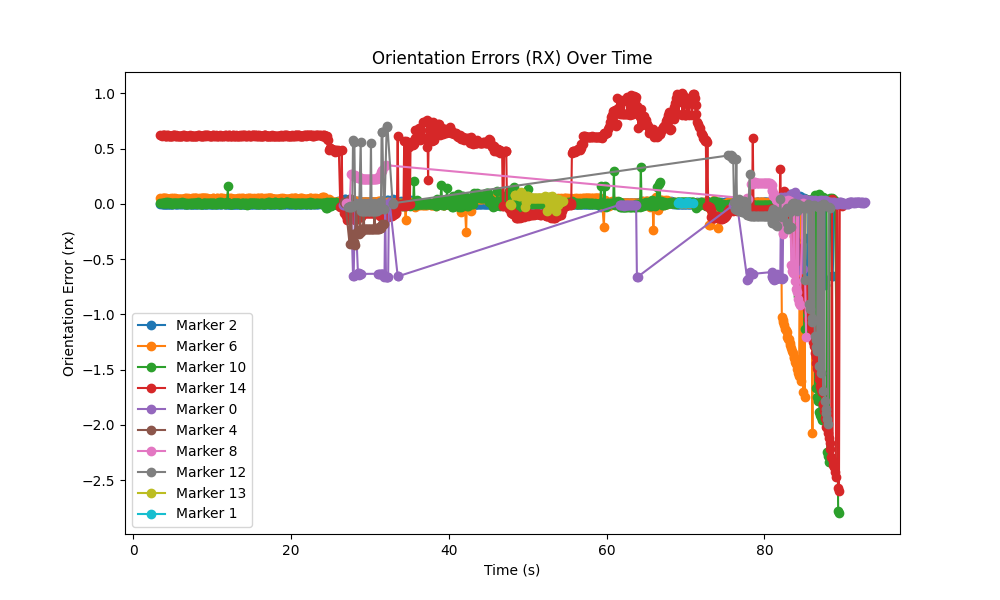 Orientation Errors (RX) Over Time
1.0
0.5
0.0
−0.5
−1.0
−1.5
−2.0
−2.5
Orientation Error (rx)
Marker 2
Marker 6
Marker 10
Marker 14
Marker 0
Marker 4
Marker 8
Marker 12
Marker 13
Marker 1
0 20 40 60 80
Time (s)